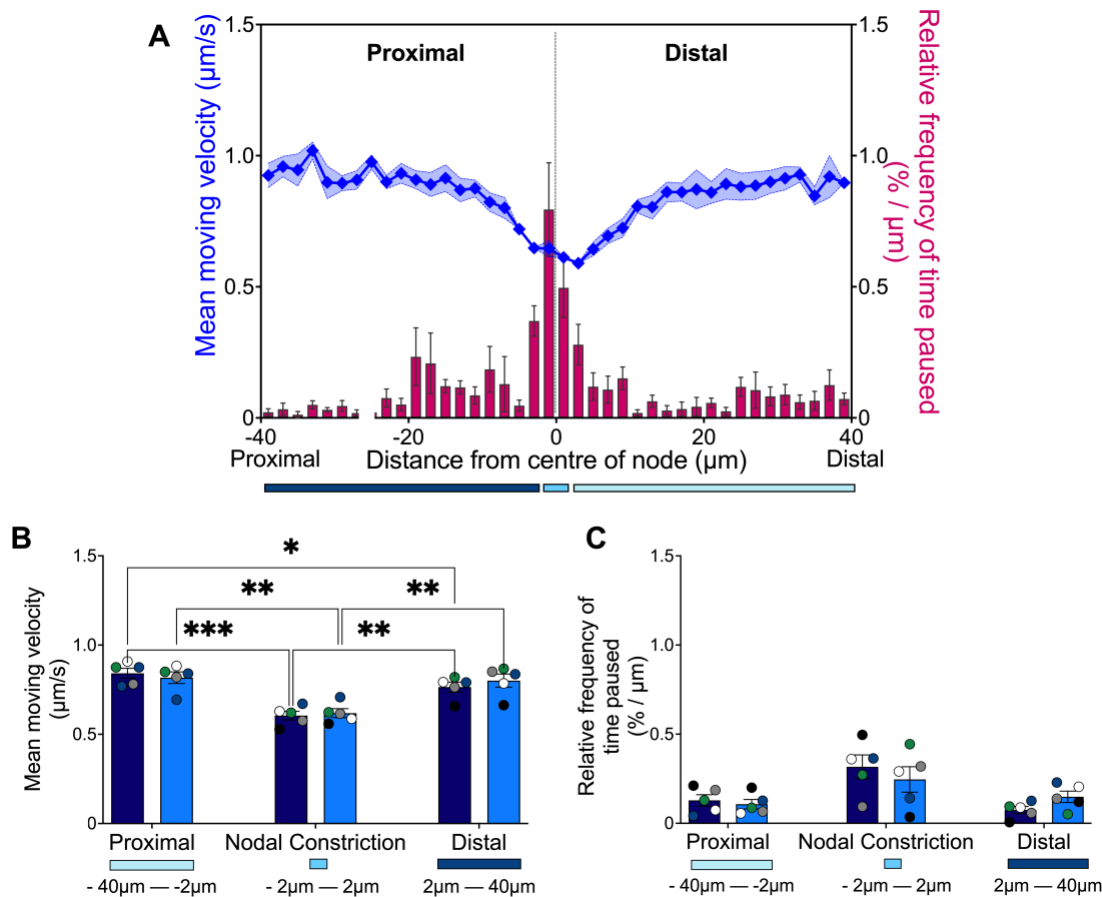 A
Mean moving velocity (µm/s)
1.5
1.0
0.5
0
Proximal
Distal
1.5
1.0
0.5
0
Relative frequency of time paused
(% / µm)
-40
-20
0
20
40
Proximal
Distance from centre of node (µm)
Distal
B
Mean moving velocity
(µm/s)
1.5
1.0
0.5
0
*
**
**
***
**
Proximal
Nodal Constriction
Distal
- 40µm — -2µm
- 2µm — 2µm
2µm — 40µm
C
Relative frequency of
time paused
(% / µm)
1.5
1.0
0.5
0
Proximal
Nodal Constriction
Distal
- 40µm — -2µm
- 2µm — 2µm
2µm — 40µm